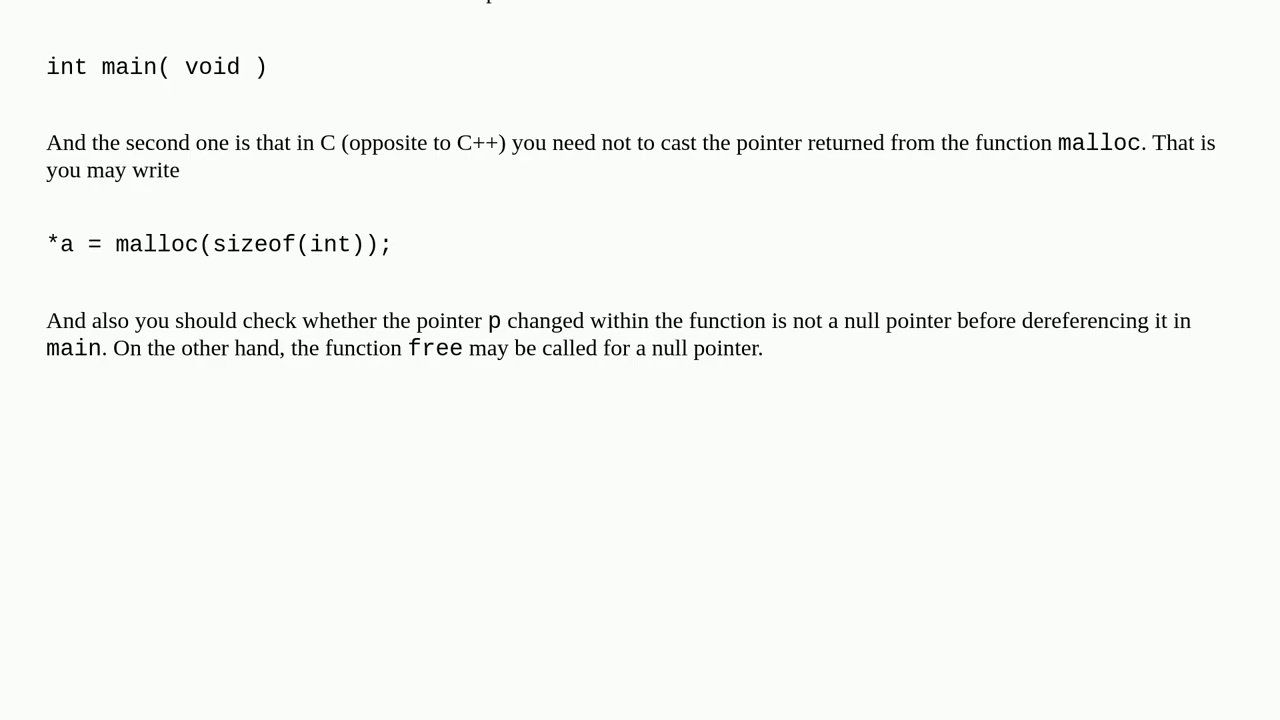 int main( void )
And the second one is that in C (opposite to C++) you need not to cast the pointer returned from the function malloc. That is
you may write
*a = malloc(sizeof(int));
And also you should check whether the pointer p changed within the function is not a null pointer before dereferencing it in
main. On the other hand, the function free may be called for a null pointer.